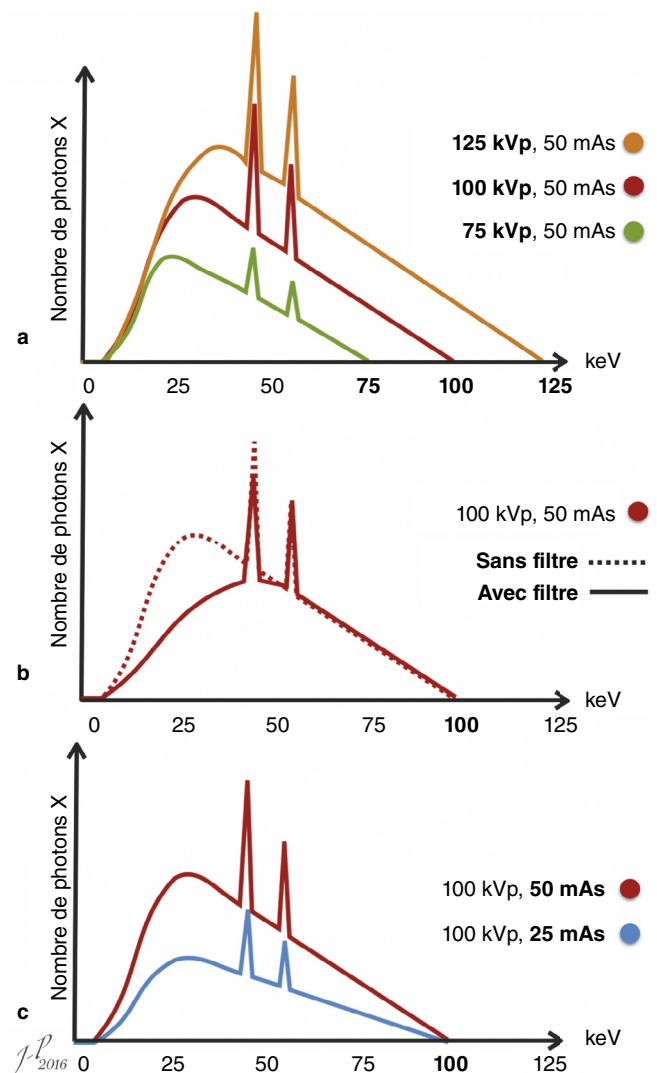 Nombre de photons X
125 kVp, 50 mAs
100 kVp, 50 mAs
75 kVp, 50 mAs
a
keV
0 25 50 75 100 125
Nombre de photons X
100 kVp, 50 mAs
Sans filtre
Avec filtre
b
keV
0 25 50 75 100 125
Nombre de photons X
100 kVp, 50 mAs
100 kVp, 25 mAs
c
keV
J-P 2016
0 25 50 75 100 125